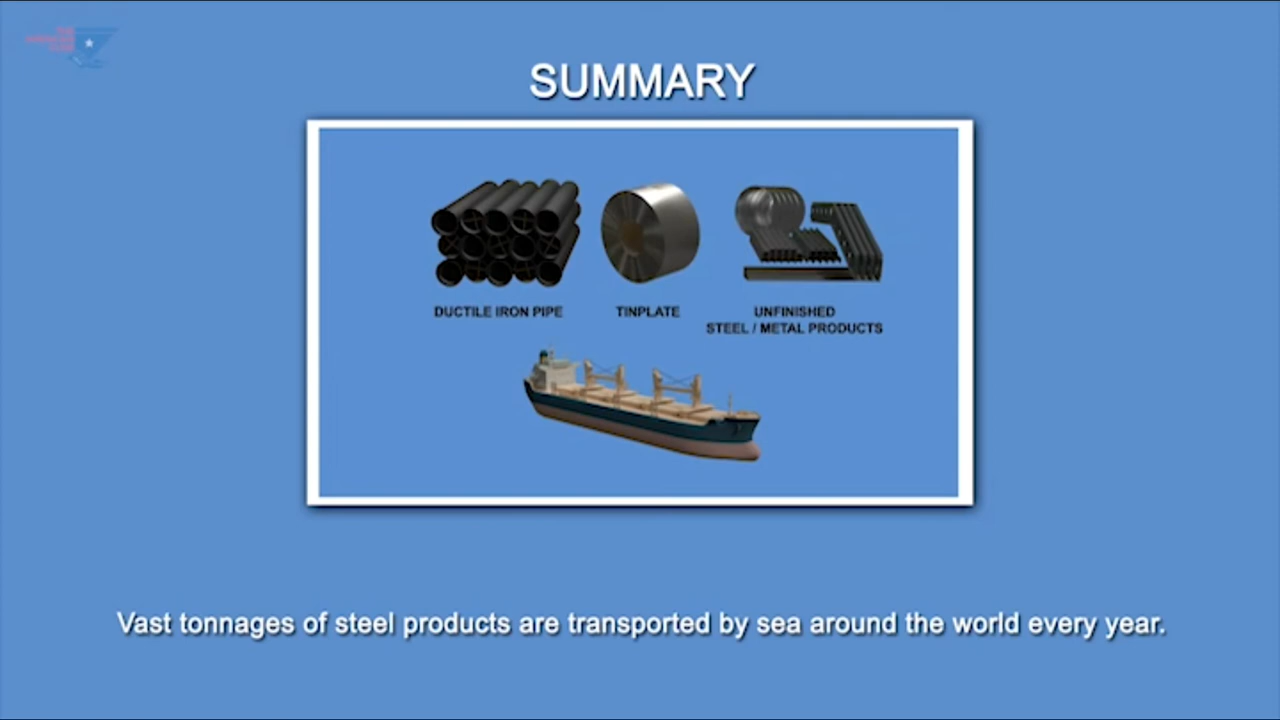 SUMMARY
DUCTILE IRON PIPE
TINPLATE
UNFINISHED
STEEL / METAL PRODUCTS
Vast tonnages of steel products are transported by sea around the world every year.